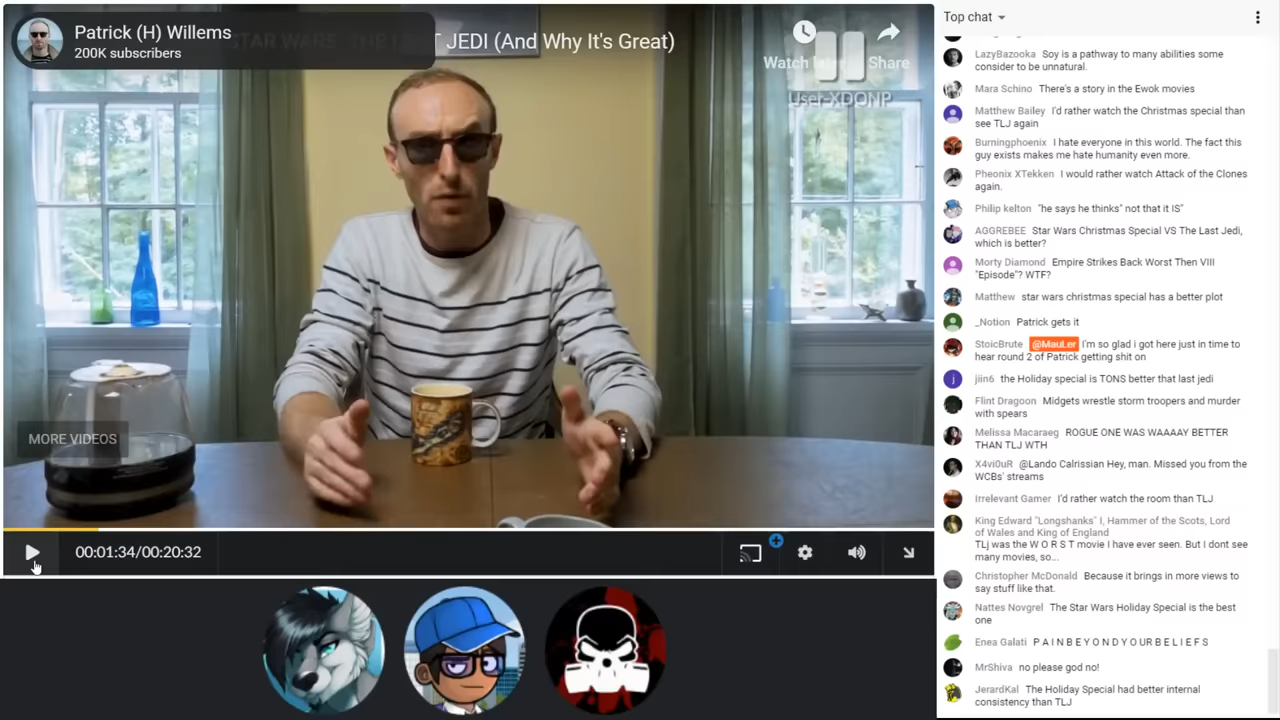 Patrick (H) Willems
200K subscribers
STAR WARS: THE LAST JEDI (And Why It's Great)
Watch later
Share
User-XDONP
MORE VIDEOS
00:01:34/00:20:32
Top chat
LazyBazooka Soy is a pathway to many abilities some
consider to be unnatural.
Mara Schino There's a story in the Ewok movies
Matthew Bailey I'd rather watch the Christmas special than
see TLJ again
Burningphoenix I hate everyone in this world. The fact this
guy exists makes me hate humanity even more.
Pheonix XTekken I would rather watch Attack of the Clones
again.
Philip kelton "he says he thinks" not that it IS"
AGGREBEE Star Wars Christmas Special VS The Last Jedi,
which is better?
Morty Diamond Empire Strikes Back Worst Then VIII
"Episode"? WTF?
Matthew star wars christmas special has a better plot
_Notion Patrick gets it
StoicBrute @MauLer I'm so glad i got here just in time to
hear round 2 of Patrick getting shit on
j
jiin6 the Holiday special is TONS better that last jedi
Flint Dragoon Midgets wrestle storm troopers and murder
with spears
Melissa Macaraeg ROGUE ONE WAS WAAAAY BETTER
THAN TLJ WTH
X4vi0uR @Lando Calrissian Hey, man. Missed you from the
WCBs' streams
Irrelevant Gamer I'd rather watch the room than TLJ
King Edward "Longshanks" I, Hammer of the Scots, Lord
of Wales and King of England
TLj was the W O R S T movie I have ever seen. But I dont see
many movies, so...
Christopher McDonald Because it brings in more views to
say stuff like that.
Nattes Novgrel The Star Wars Holiday Special is the best
one
Enea Galati P A I N B E Y O N D Y O U R B E L I E F S
MrShiva no please god no!
JerardKal The Holiday Special had better internal
consistency than TLJ